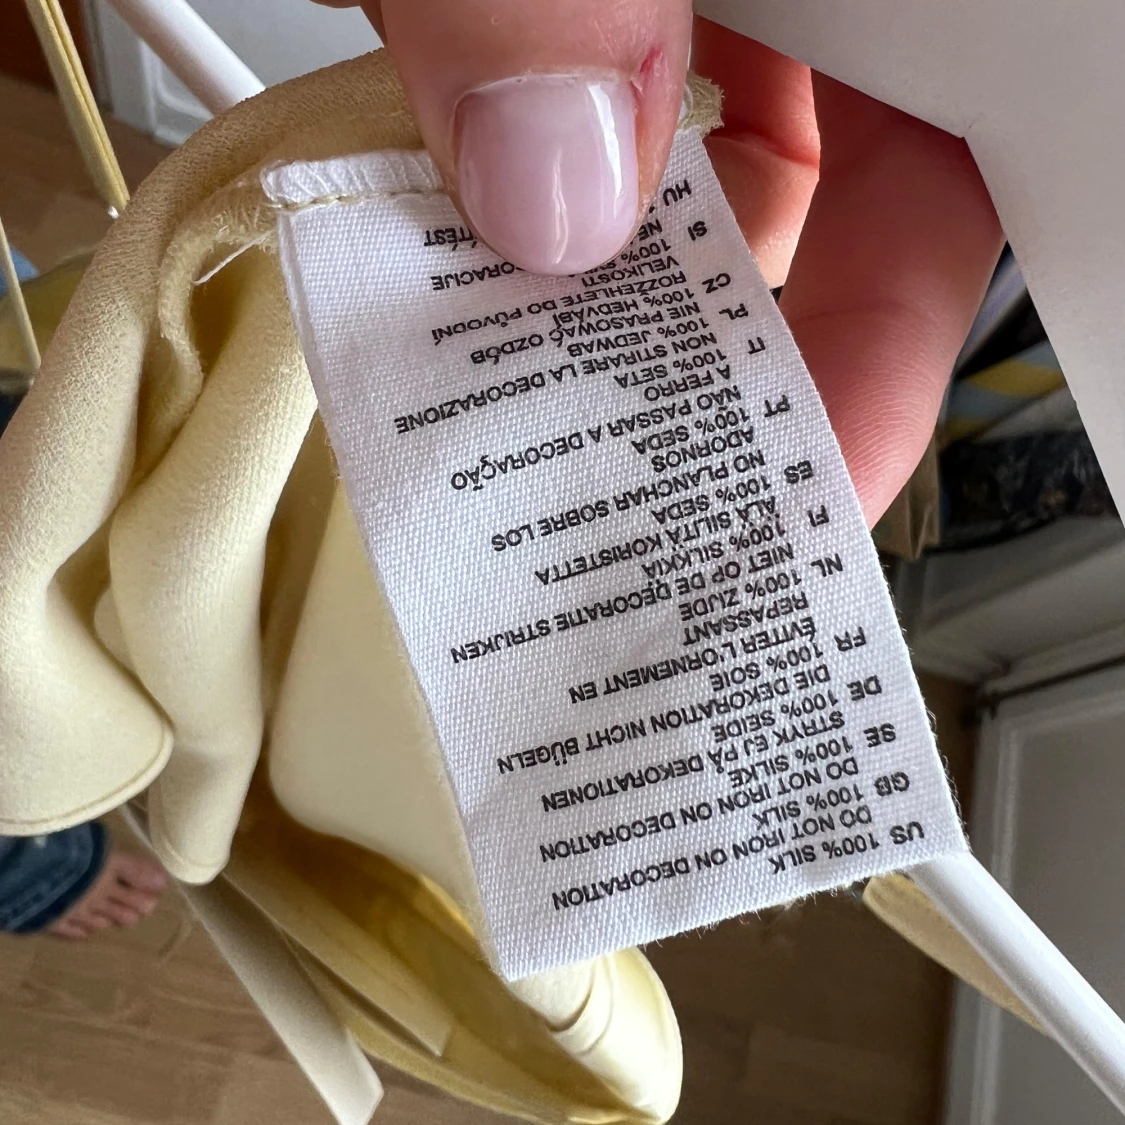 US 100% SILK
DO NOT IRON ON DECORATION
GB 100% SILK
DO NOT IRON ON DECORATION
SE 100% SILKE
STRYK EJ PÅ DEKORATIONEN
DE 100% SEIDE
DIE DEKORATION NICHT BÜGELN
FR 100% SOIE
ÉVITER L'ORNEMENT EN
REPASSANT
NL 100% ZIJDE
NIET OP DE DECORATIE STRIJKEN
FI 100% SILKKIA
ÄLÄ SILITÄ KORISTETTA
ES 100% SEDA
NO PLANCHAR SOBRE LOS
ADORNOS
PT 100% SEDA
NÃO PASSAR A DECORAÇÃO
A FERRO
IT 100% SETA
NON STIRARE LA DECORAZIONE
PL 100% JEDWAB
NIE PRASOWAĆ OZDÓB
CZ 100% HEDVÁBÍ
ROZŽEHLETE DO PŮVODNÍ
VELIKOSTI
SI 100%
HU